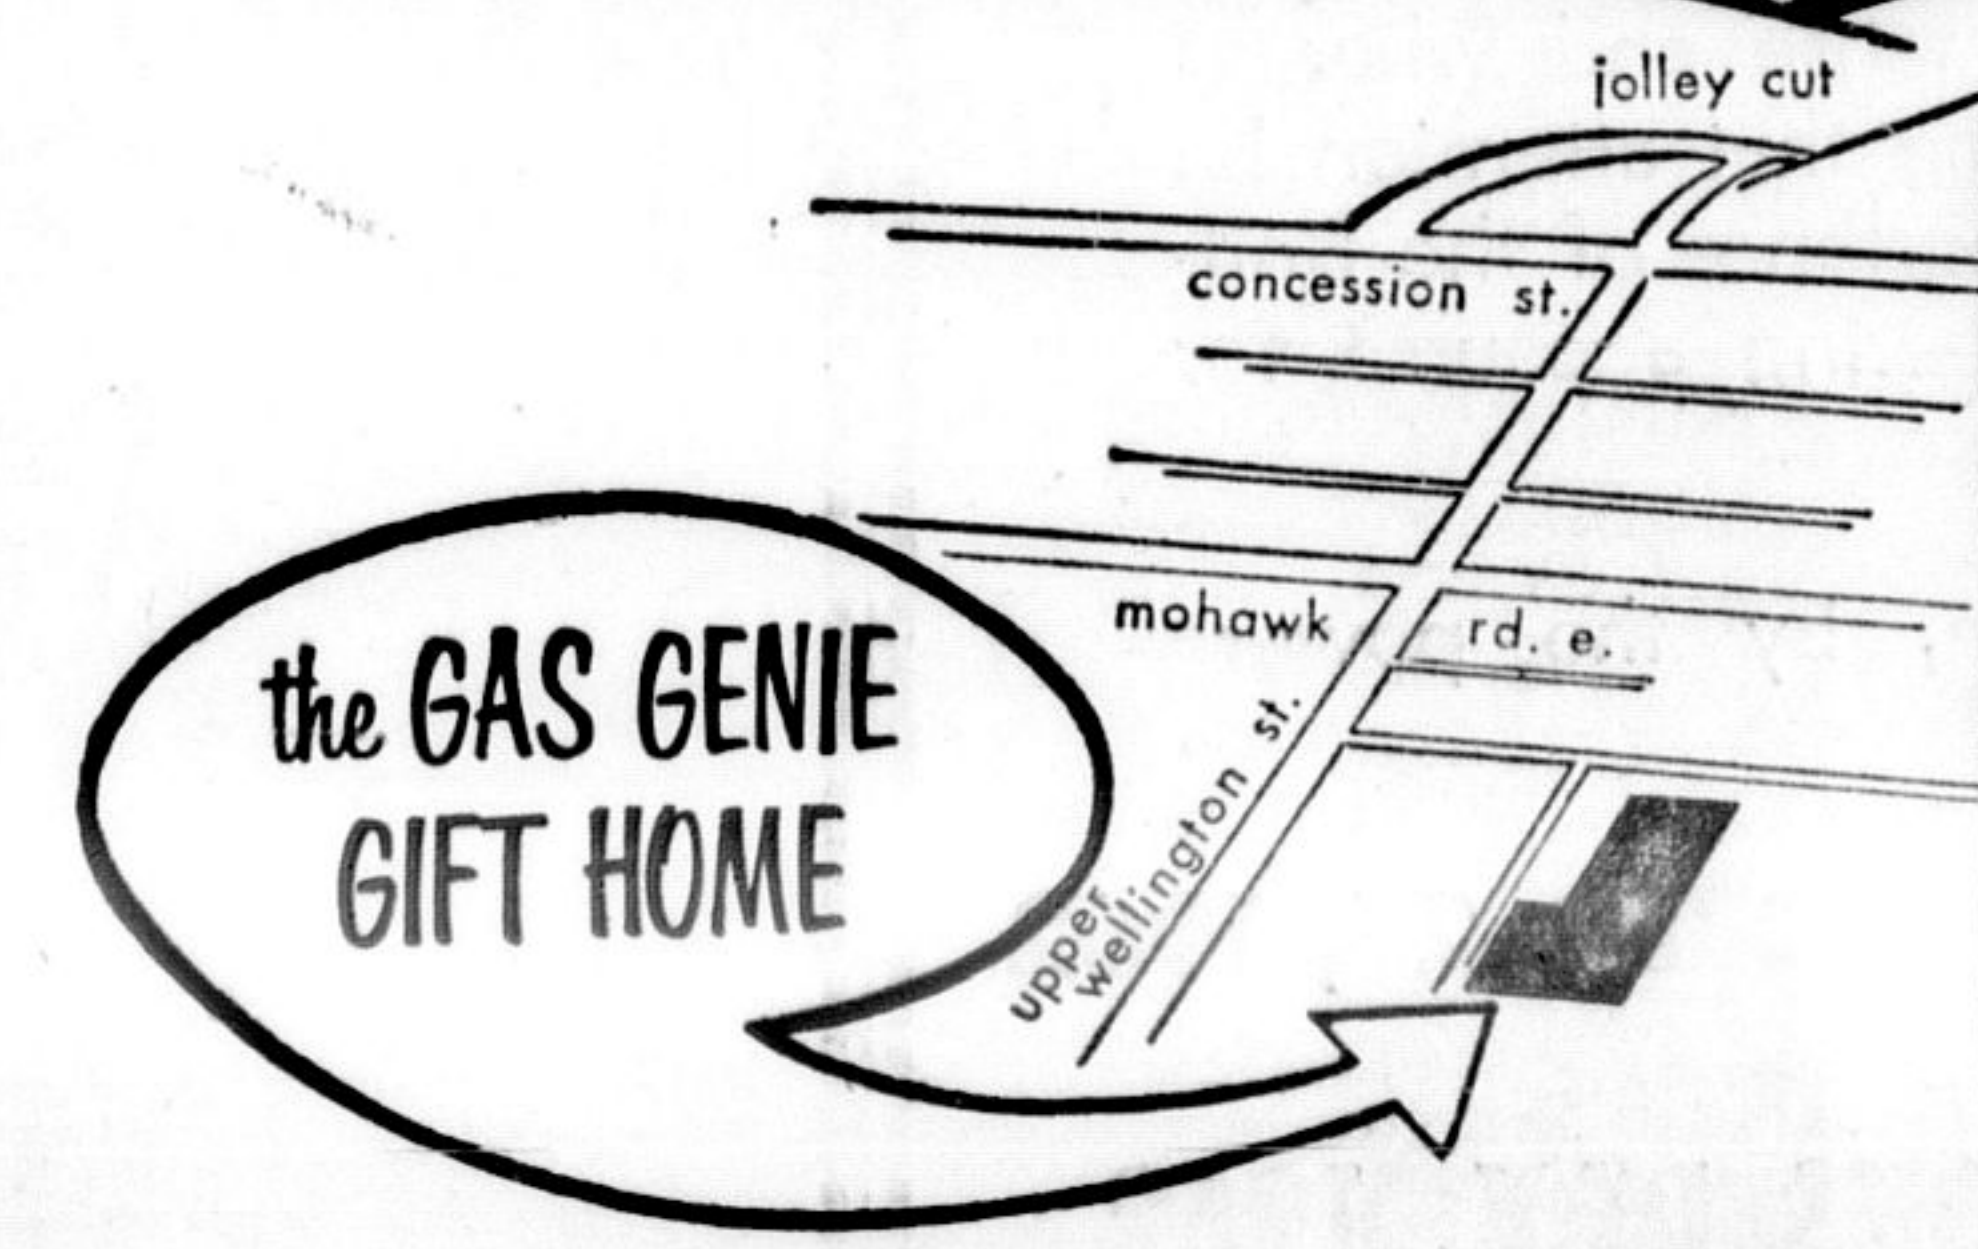 jolley cut
concession st.
mohawk rd. e.
upper
wellington st.
the GAS GENIE
GIFT HOME